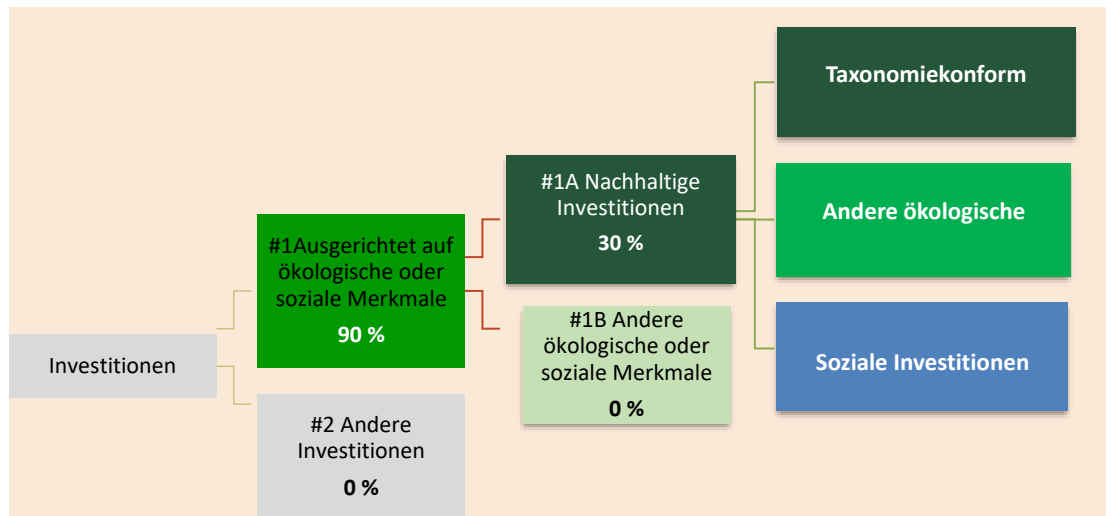 Investitionen
#1Ausgerichtet auf
ökologische oder
soziale Merkmale
90 %
#2 Andere
Investitionen
0 %
#1A Nachhaltige
Investitionen
30 %
#1B Andere
ökologische oder
soziale Merkmale
0 %
Taxonomiekonform
Andere ökologische
Soziale Investitionen